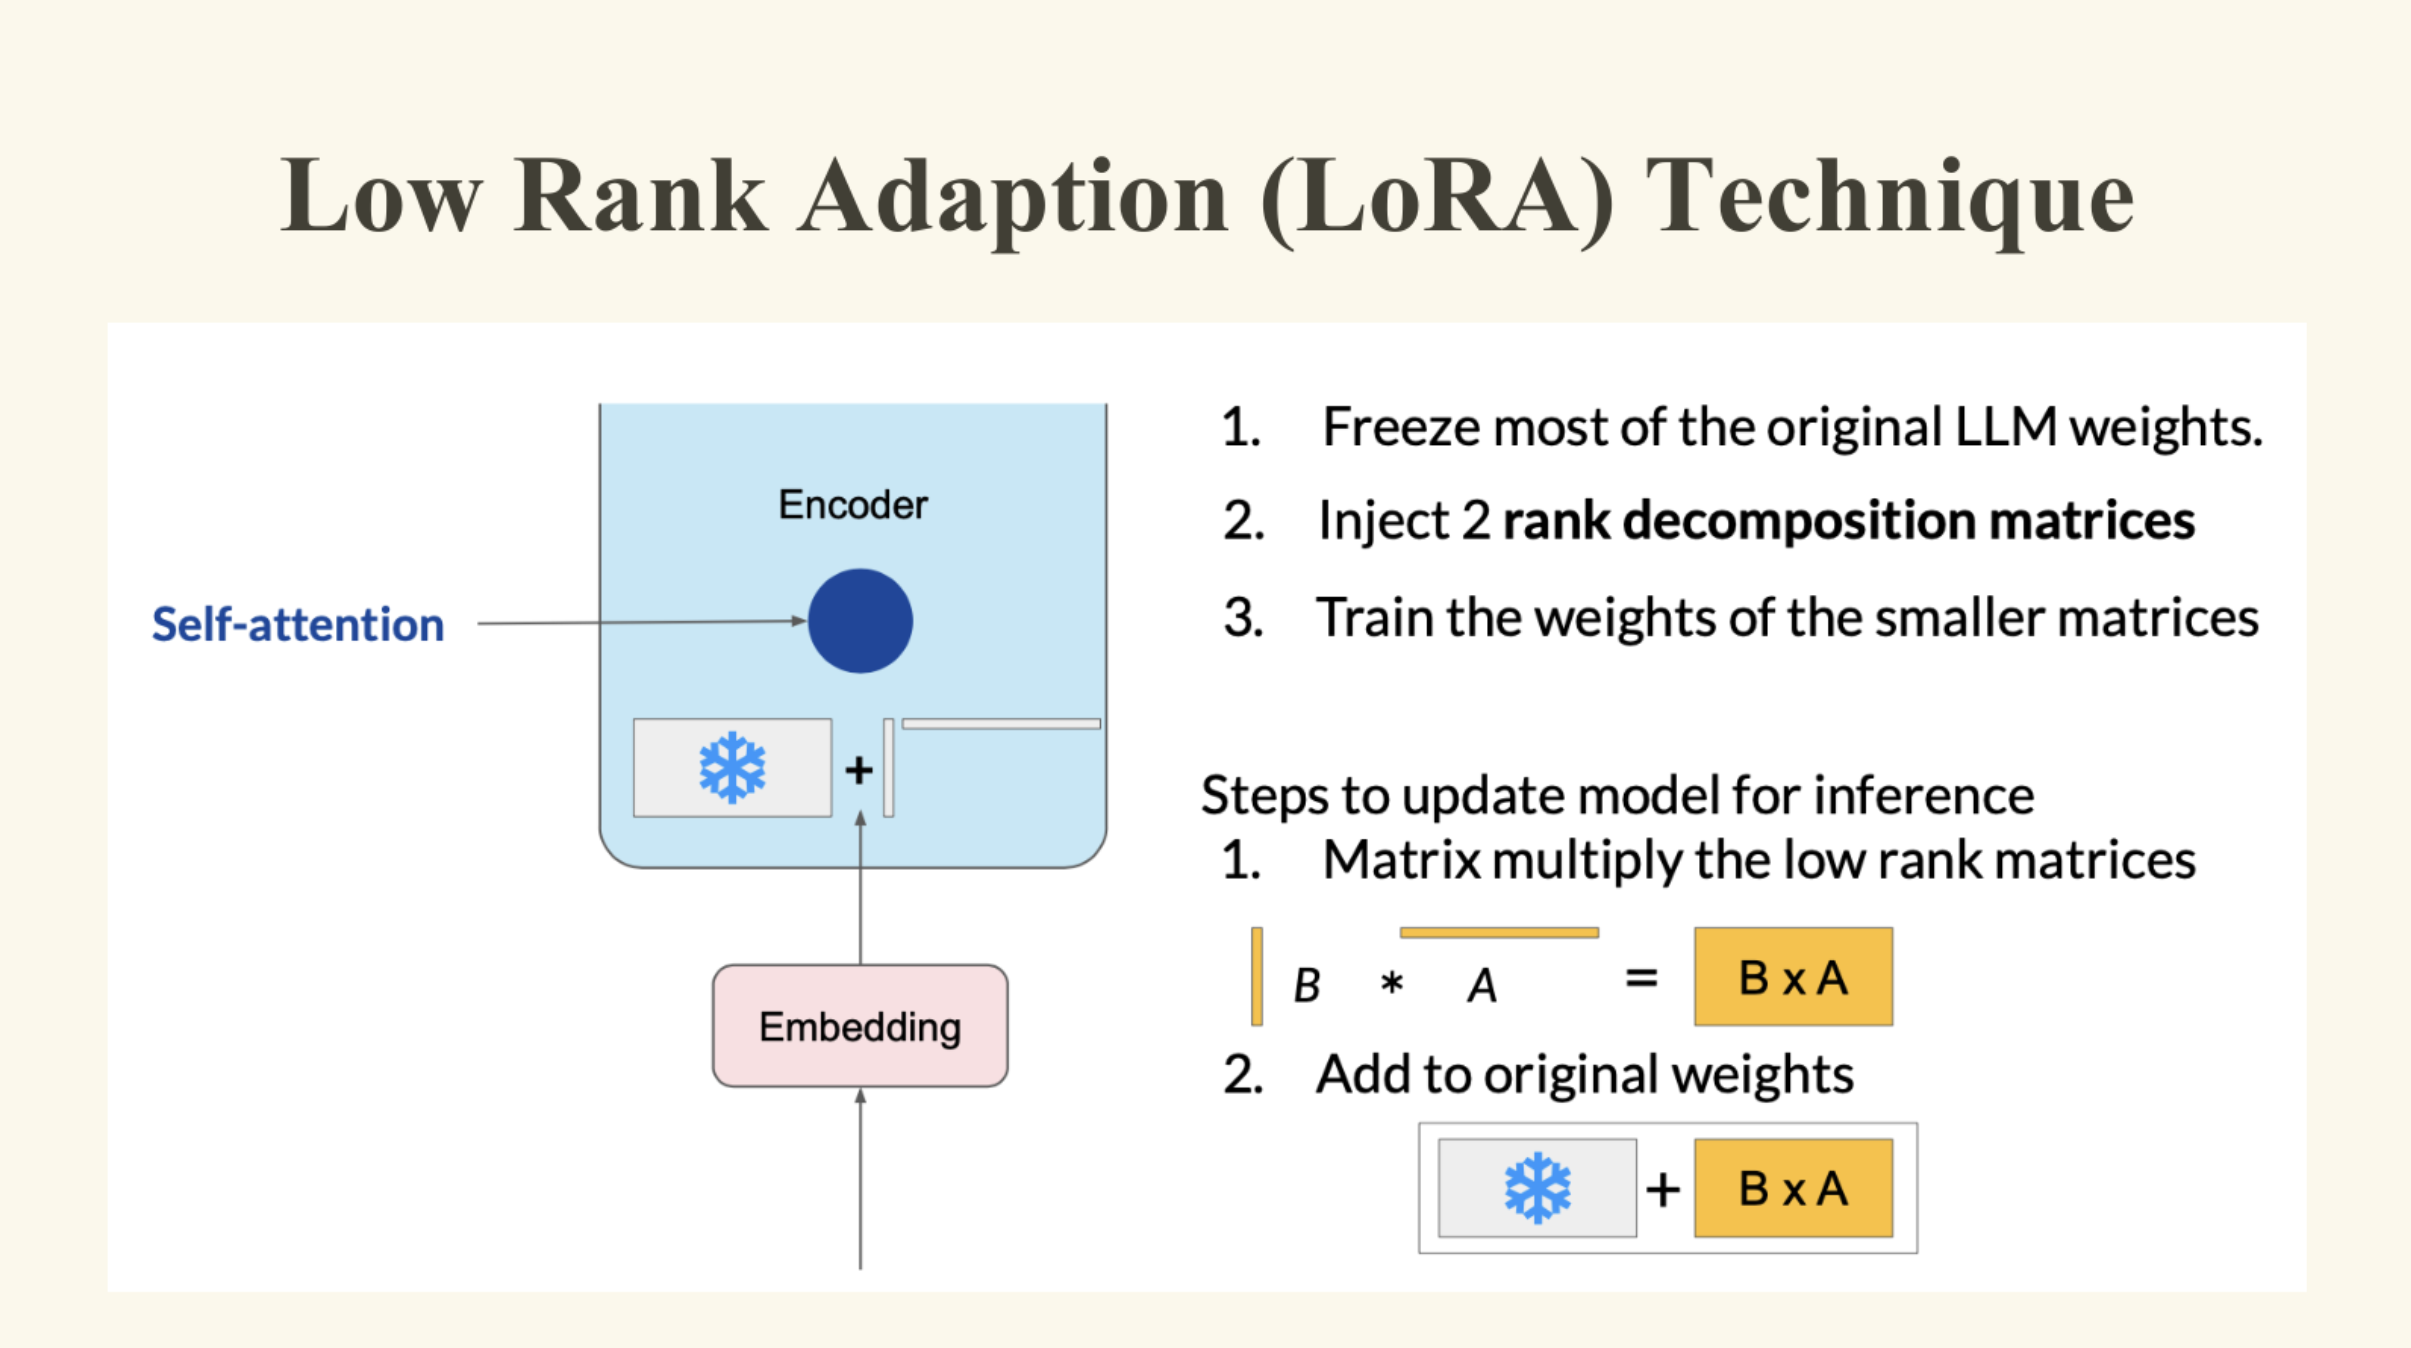 Low Rank Adaption (LoRA) Technique
Encoder
Self-attention
+
Embedding
1. Freeze most of the original LLM weights.
2. Inject 2 rank decomposition matrices
3. Train the weights of the smaller matrices
Steps to update model for inference
1. Matrix multiply the low rank matrices
B * A = B x A
2. Add to original weights
+ B x A